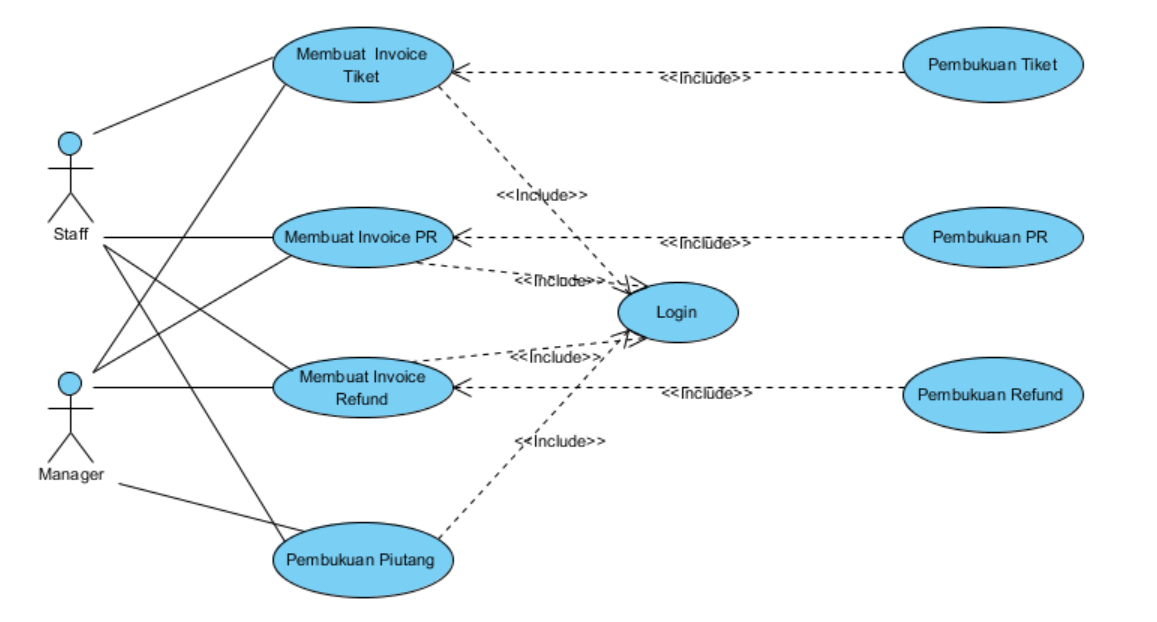 Membuat Invoice
Tiket
<<Include>>
Pembukuan Tiket
<<Include>>
Staff
Membuat Invoice PR
<<Include>>
Pembukuan PR
<<Include>>
Login
<<Include>>
Membuat Invoice
Refund
<<Include>>
Pembukuan Refund
<<Include>>
Manager
Pembukuan Piutang